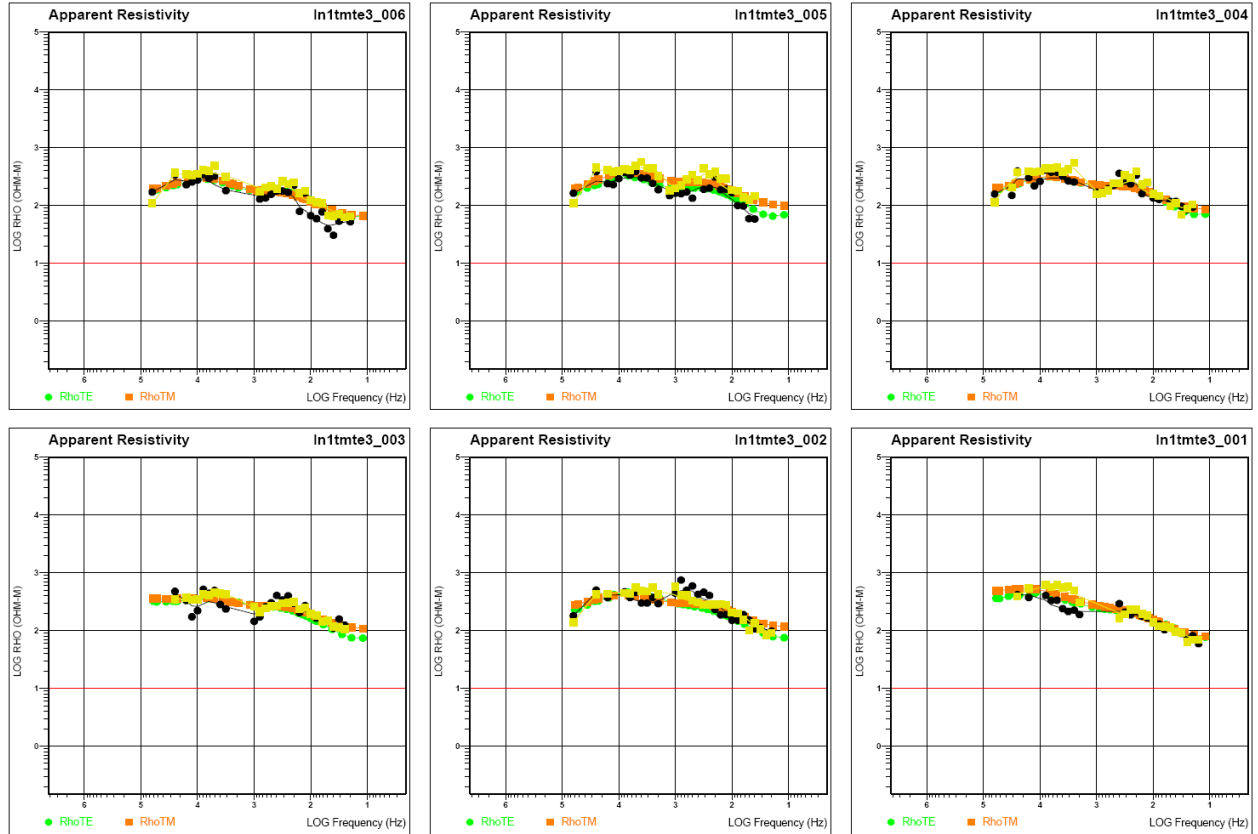 Apparent Resistivity ln1tmte3_006
5
4
3
2
1
0
LOG RHO (OHM-M)
6 5 4 3 2 1
RhoTE RhoTM LOG Frequency (Hz)
Apparent Resistivity ln1tmte3_005
5
4
3
2
1
0
LOG RHO (OHM-M)
6 5 4 3 2 1
RhoTE RhoTM LOG Frequency (Hz)
Apparent Resistivity ln1tmte3_004
5
4
3
2
1
0
LOG RHO (OHM-M)
6 5 4 3 2 1
RhoTE RhoTM LOG Frequency (Hz)
Apparent Resistivity ln1tmte3_003
5
4
3
2
1
0
LOG RHO (OHM-M)
6 5 4 3 2 1
RhoTE RhoTM LOG Frequency (Hz)
Apparent Resistivity ln1tmte3_002
5
4
3
2
1
0
LOG RHO (OHM-M)
6 5 4 3 2 1
RhoTE RhoTM LOG Frequency (Hz)
Apparent Resistivity ln1tmte3_001
5
4
3
2
1
0
LOG RHO (OHM-M)
6 5 4 3 2 1
RhoTE RhoTM LOG Frequency (Hz)